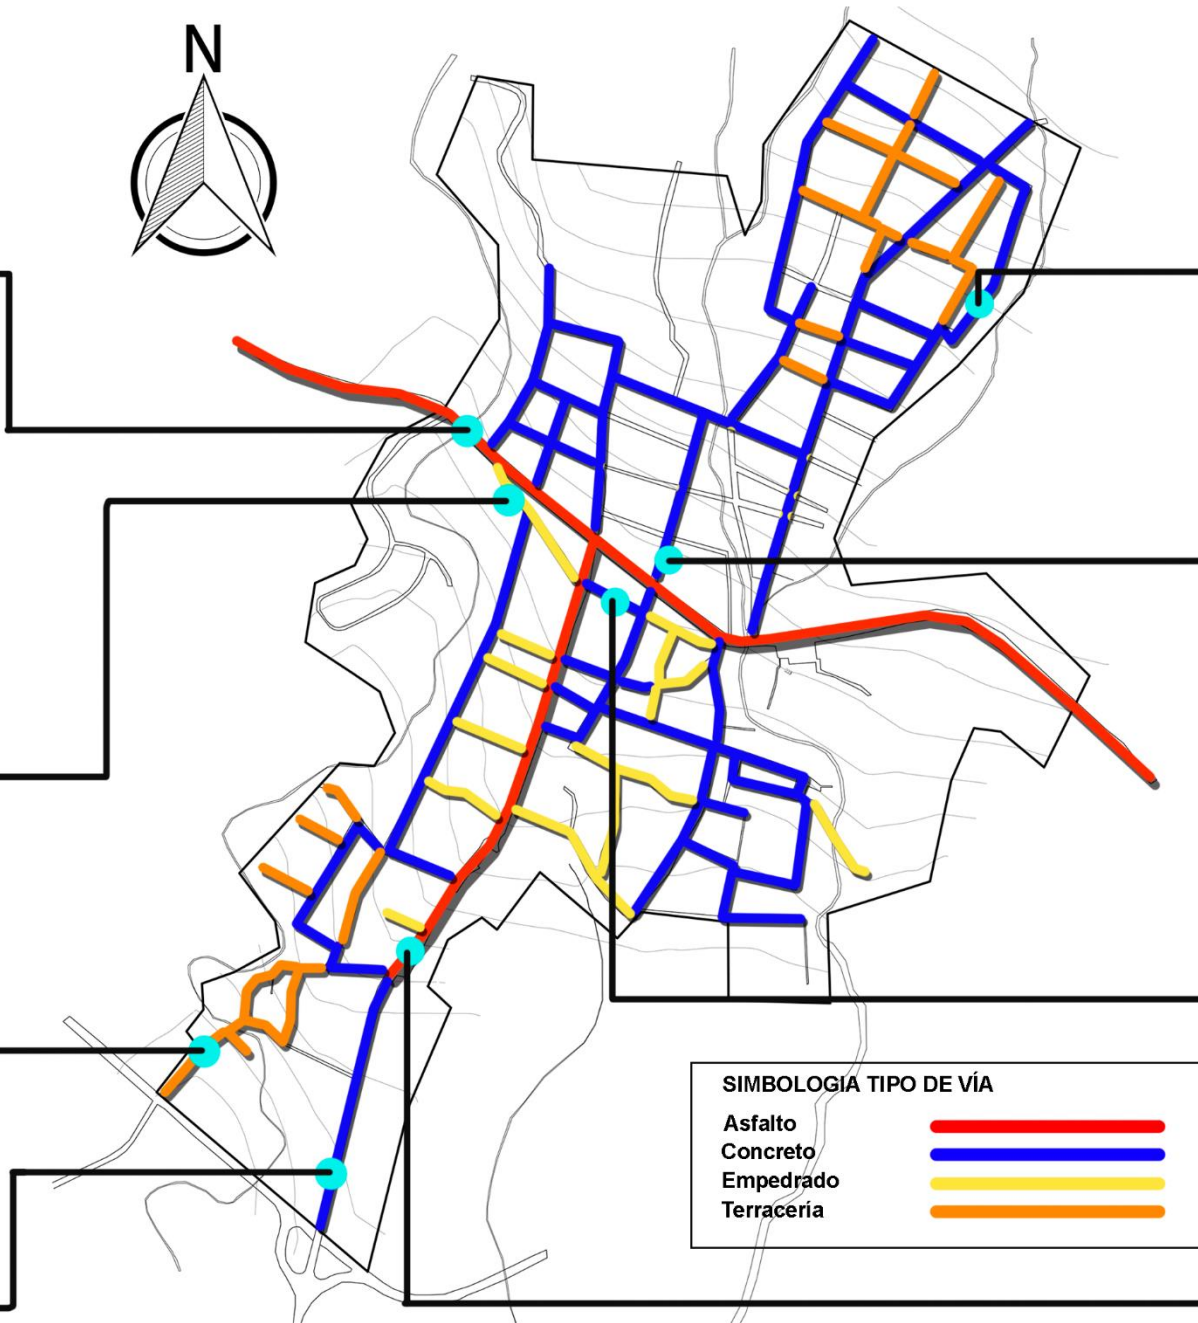 N
SIMBOLOGIA TIPO DE VÍA
Asfalto
Concreto
Empedrado
Terracería